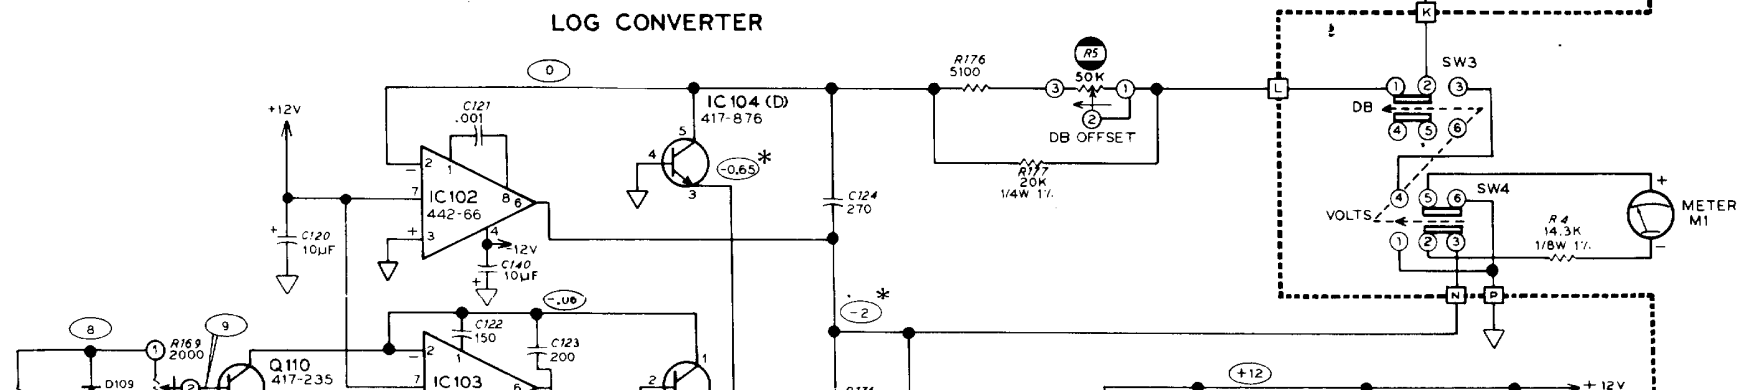 LOG CONVERTER
K
0
R176
5100
R5
50K
3
1
2
DB OFFSET
L
SW3
1
2
3
DB
4
5
6
+12V
C121
.001
IC104 (D)
417-876
5
4
3
-0.65*
2
-
1
7
IC102
442-66
8
6
+
3
4
-12V
R177
20K
1/4W 1%
C124
270
+
C120
10µF
C140
10µF
+
4
5
6
SW4
VOLTS
1
2
3
R4
14.3K
1/8W 1%
+
METER
M1
-
N
P
-.06
-2*
8
9
1
R169
2000
2
D109
Q110
417-235
C122
150
C123
200
2
-
1
7
IC103
6
1
2
+12
+12V